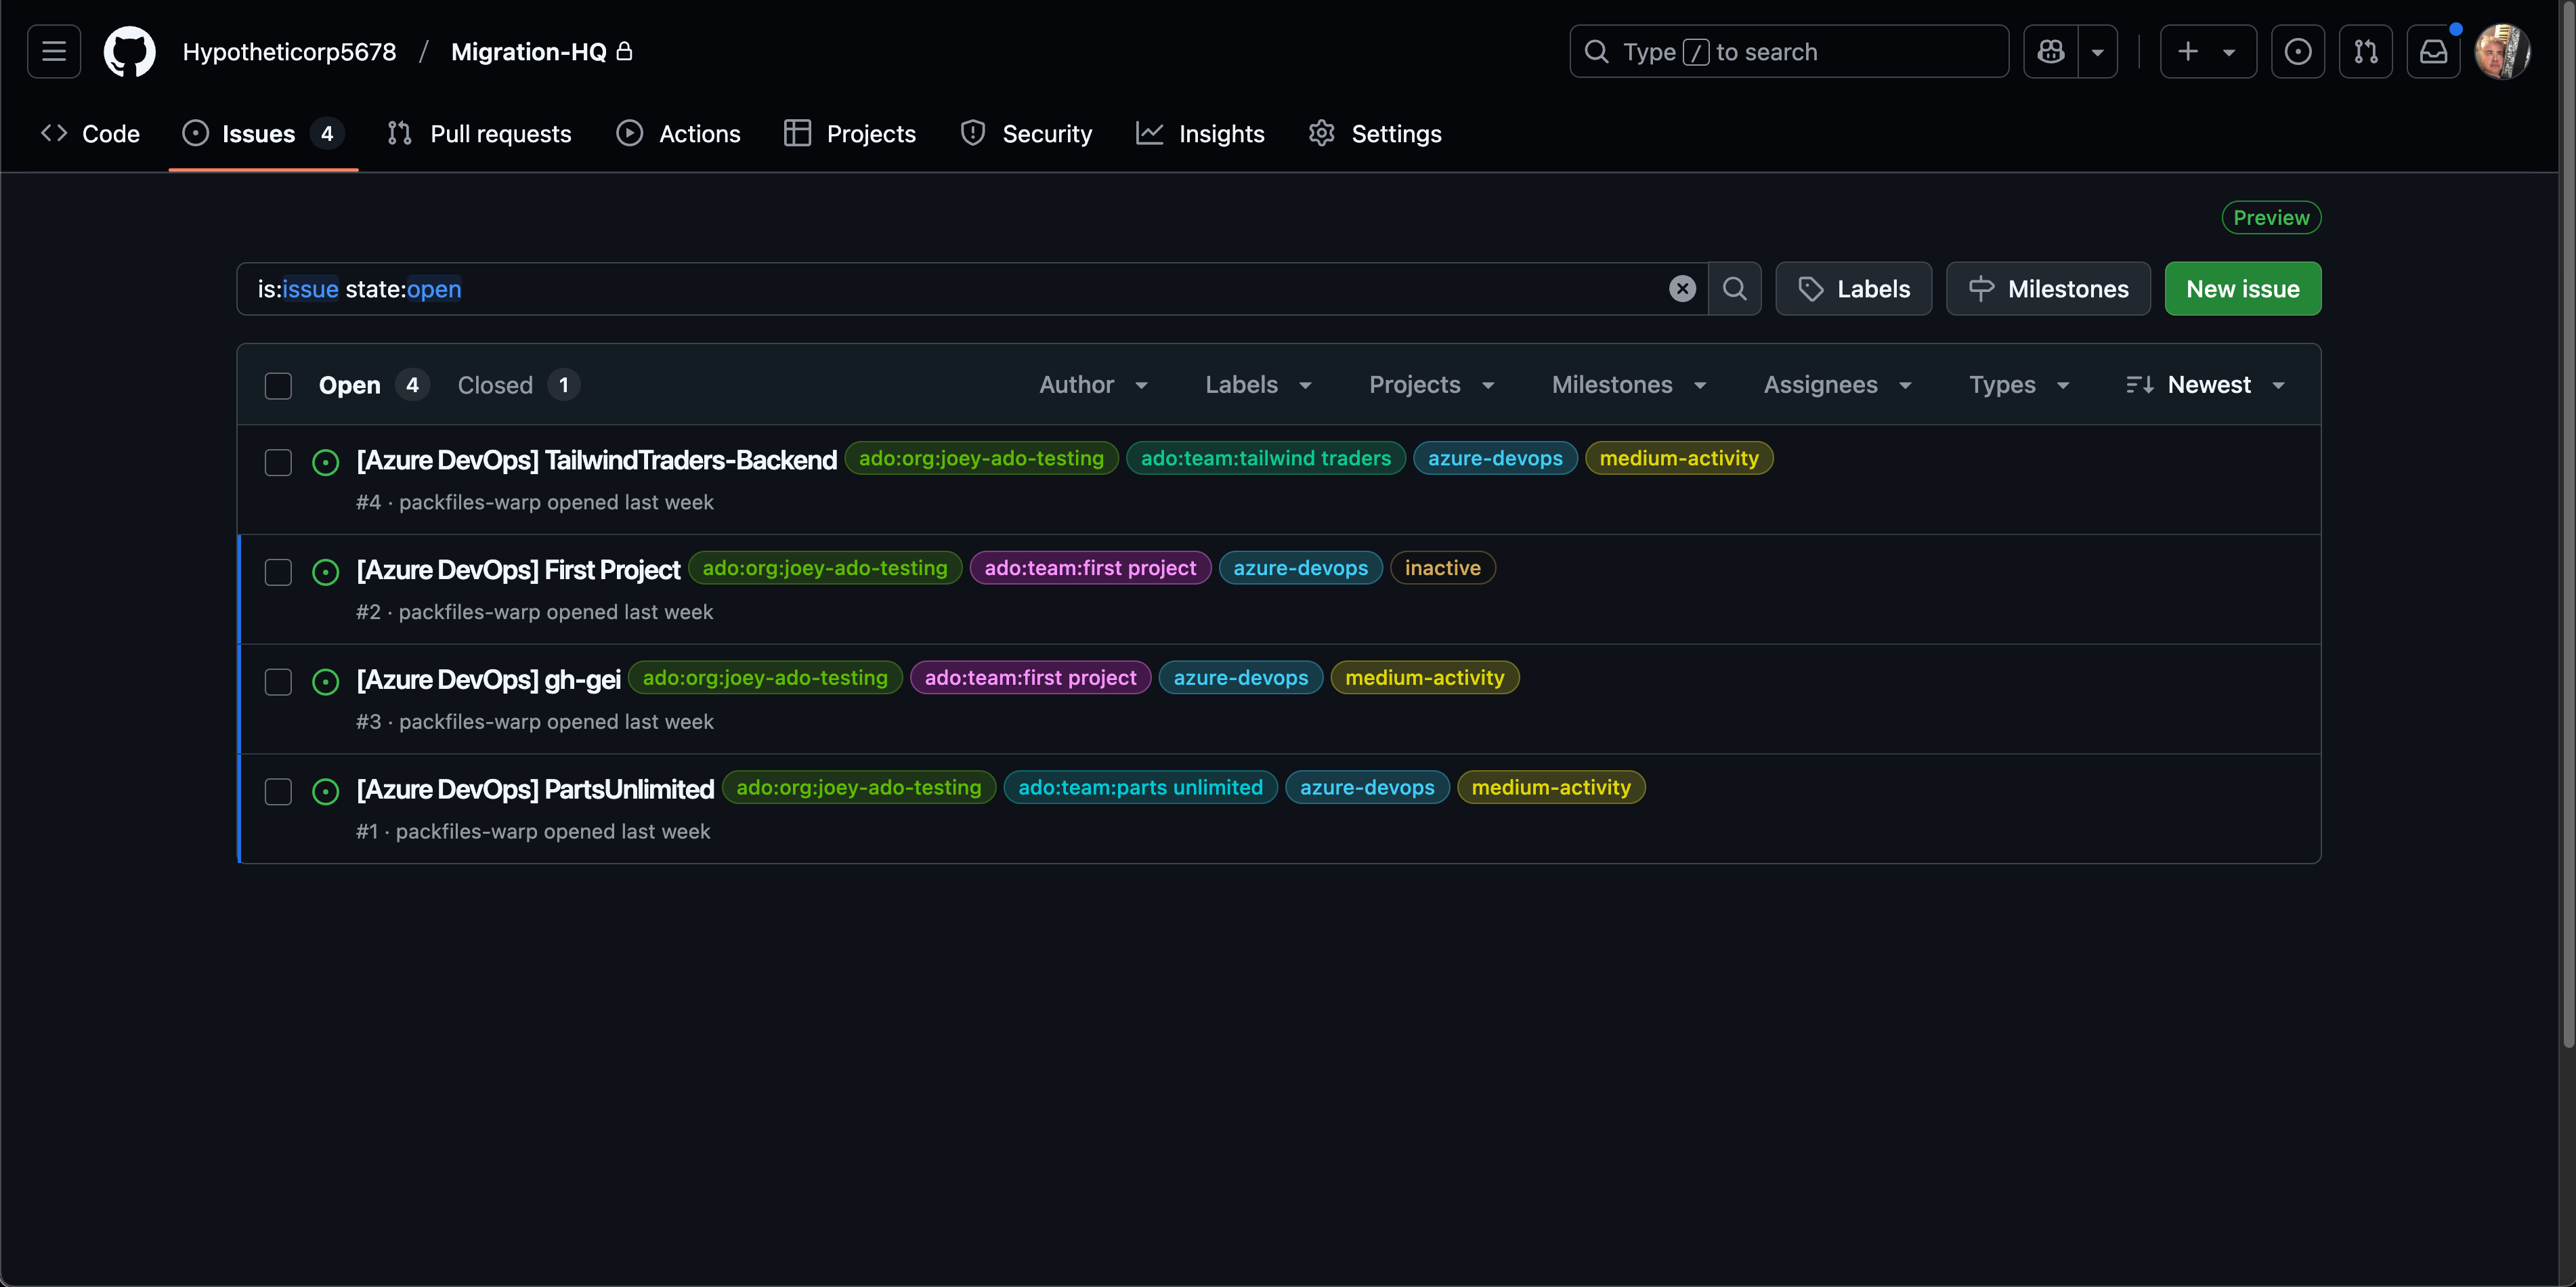 Hypotheticorp5678 / Migration-HQ Type / to search
Code Issues 4 Pull requests Actions Projects Security Insights Settings
Preview
is:issue state:open Labels Milestones New issue
Open 4 Closed 1 Author Labels Projects Milestones Assignees Types Newest
[Azure DevOps] TailwindTraders-Backend ado:org:joey-ado-testing ado:team:tailwind traders azure-devops medium-activity
#4 · packfiles-warp opened last week
[Azure DevOps] First Project ado:org:joey-ado-testing ado:team:first project azure-devops inactive
#2 · packfiles-warp opened last week
[Azure DevOps] gh-gei ado:org:joey-ado-testing ado:team:first project azure-devops medium-activity
#3 · packfiles-warp opened last week
[Azure DevOps] PartsUnlimited ado:org:joey-ado-testing ado:team:parts unlimited azure-devops medium-activity
#1 · packfiles-warp opened last week